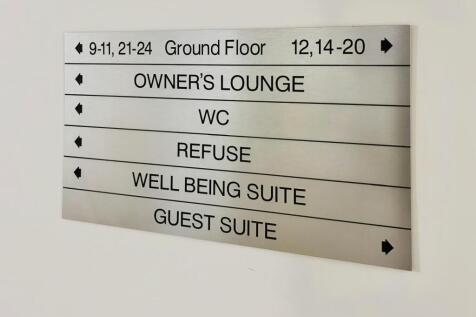 9-11, 21-24 Ground Floor 12,14-20
OWNER'S LOUNGE
WC
REFUSE
WELL BEING SUITE
GUEST SUITE